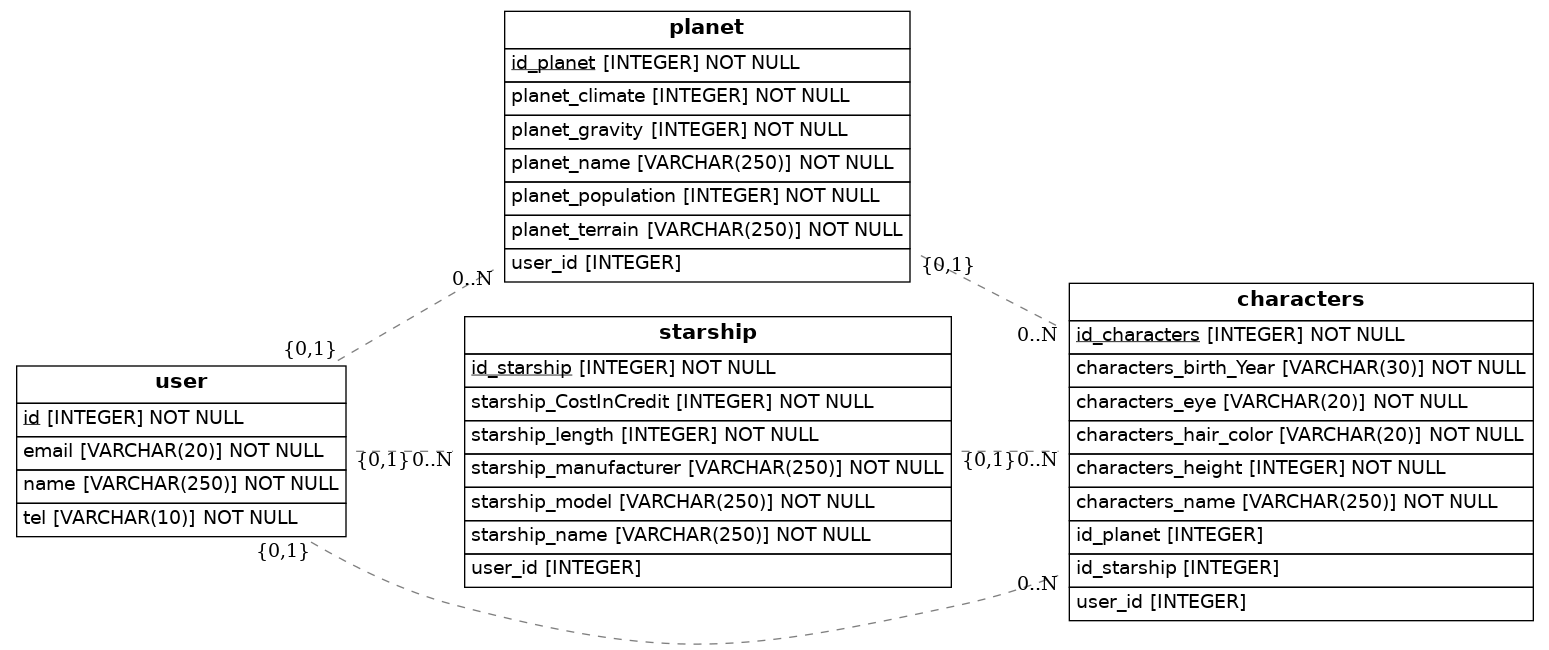 planet
id_planet [INTEGER] NOT NULL
planet_climate [INTEGER] NOT NULL
planet_gravity [INTEGER] NOT NULL
planet_name [VARCHAR(250)] NOT NULL
planet_population [INTEGER] NOT NULL
planet_terrain [VARCHAR(250)] NOT NULL
user_id [INTEGER]
0..N
{0,1}
{0,1}
0..N
user
id [INTEGER] NOT NULL
email [VARCHAR(20)] NOT NULL
name [VARCHAR(250)] NOT NULL
tel [VARCHAR(10)] NOT NULL
{0,1}
0..N
starship
id_starship [INTEGER] NOT NULL
starship_CostInCredit [INTEGER] NOT NULL
starship_length [INTEGER] NOT NULL
starship_manufacturer [VARCHAR(250)] NOT NULL
starship_model [VARCHAR(250)] NOT NULL
starship_name [VARCHAR(250)] NOT NULL
user_id [INTEGER]
{0,1}
0..N
characters
id_characters [INTEGER] NOT NULL
characters_birth_Year [VARCHAR(30)] NOT NULL
characters_eye [VARCHAR(20)] NOT NULL
characters_hair_color [VARCHAR(20)] NOT NULL
characters_height [INTEGER] NOT NULL
characters_name [VARCHAR(250)] NOT NULL
id_planet [INTEGER]
id_starship [INTEGER]
user_id [INTEGER]
{0,1}
0..N